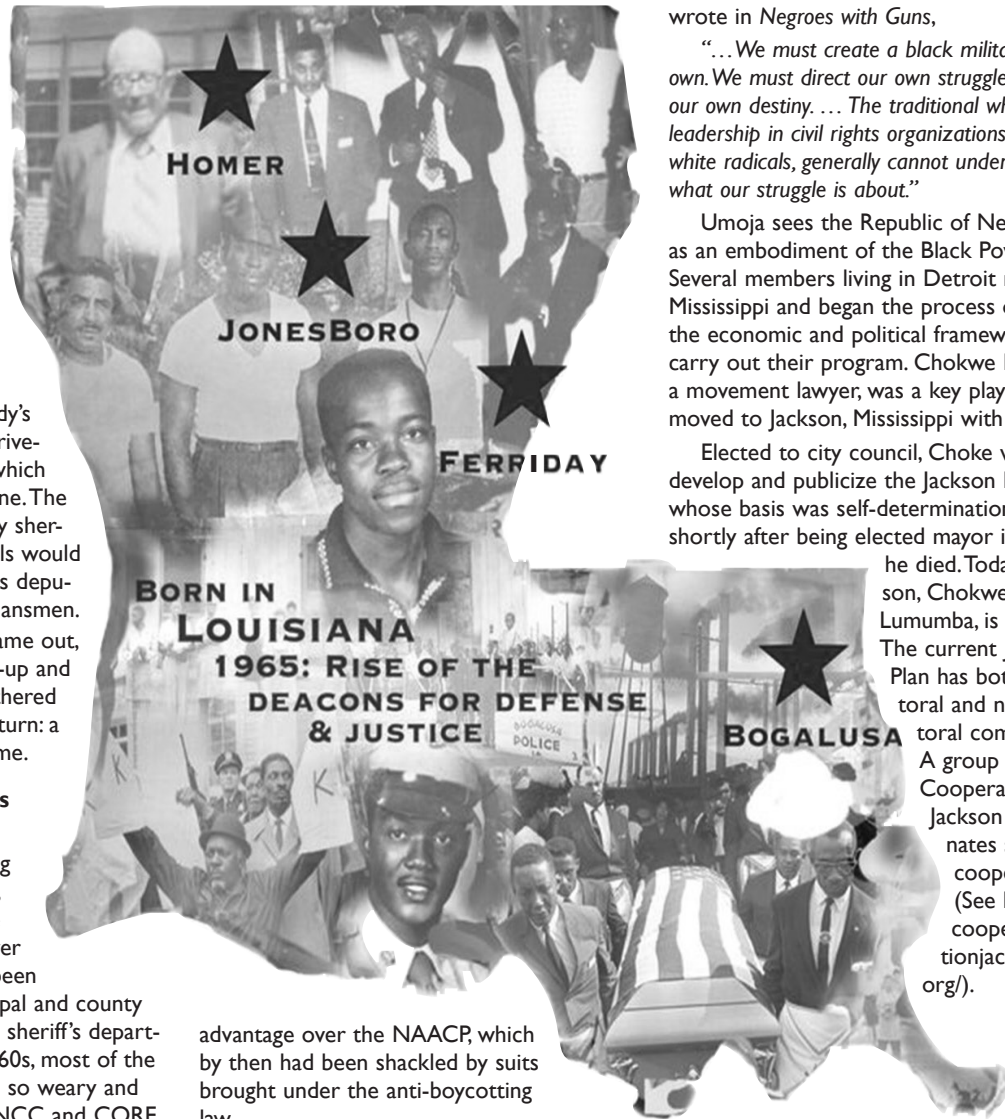 dy's
rive-
which
ne. The
y sher-
ls would
s depu-
ansmen.
ame out,
-up and
thered
turn: a
me.
s
g
er
been
pal and county
sheriff's depart-
60s, most of the
so weary and
NCC and CORE
advantage over the NAACP, which
by then had been shackled by suits
brought under the anti-boycotting
law
HOMER
JONESBORO
FERRIDAY
BORN IN
LOUISIANA
1965: RISE OF THE
DEACONS FOR DEFENSE
& JUSTICE
BOGALUSA
BOGALUSA
POLICE
K
K
wrote in Negroes with Guns,
“…We must create a black milita
own. We must direct our own struggle
our own destiny. … The traditional wh
leadership in civil rights organizations
white radicals, generally cannot under
what our struggle is about.”
Umoja sees the Republic of Ne
as an embodiment of the Black Pov
Several members living in Detroit
Mississippi and began the process
the economic and political framew
carry out their program. Chokwe
a movement lawyer, was a key play
moved to Jackson, Mississippi with
Elected to city council, Choke
develop and publicize the Jackson
whose basis was self-determination
shortly after being elected mayor i
he died. Toda
son, Chokwe
Lumumba, is
The current
Plan has bot
toral and n
toral com
A group
Coopera
Jackson
nates
coope
(See
coope
tionjac
org/).